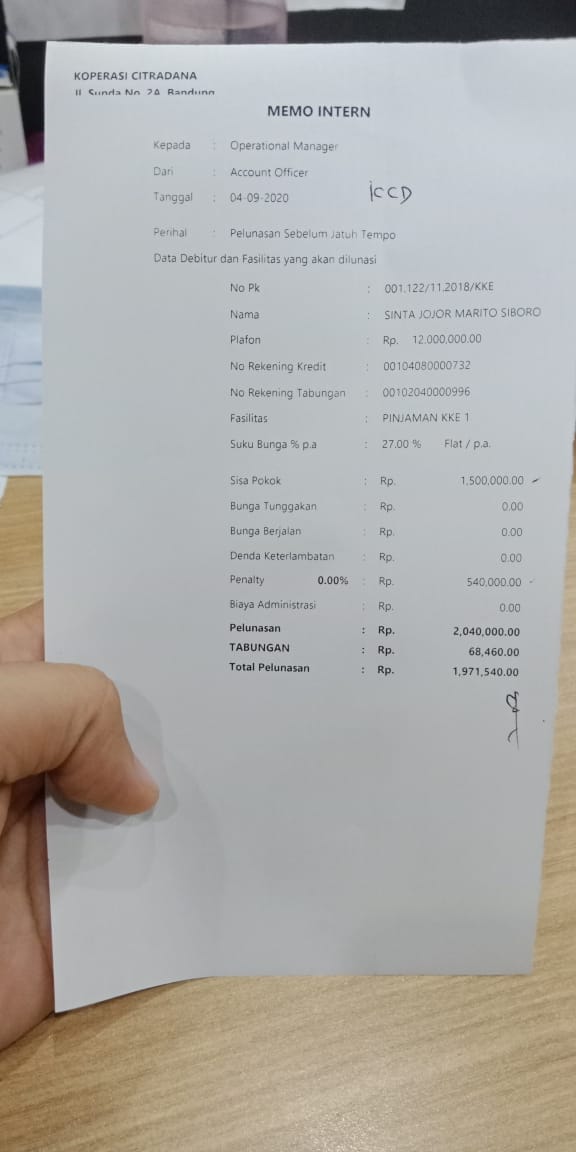 KOPERASI CITRADANA
Jl. Sunda No. 2A, Bandung
MEMO INTERN
Kepada : Operational Manager
Dari : Account Officer
Tanggal : 04-09-2020 iCCD
Perihal : Pelunasan Sebelum Jatuh Tempo
Data Debitur dan Fasilitas yang akan dilunasi
No Pk : 001.122/11.2018/KKE
Nama : SINTA JOJOR MARITO SIBORO
Plafon : Rp. 12.000,000.00
No Rekening Kredit : 00104080000732
No Rekening Tabungan : 00102040000996
Fasilitas : PINJAMAN KKE 1
Suku Bunga % p.a : 27.00 % Flat / p.a.
Sisa Pokok : Rp. 1,500,000.00
Bunga Tunggakan : Rp. 0.00
Bunga Berjalan : Rp. 0.00
Denda Keterlambatan : Rp. 0.00
Penalty 0.00% : Rp. 540,000.00
Biaya Administrasi : Rp. 0.00
Pelunasan : Rp. 2,040,000.00
TABUNGAN : Rp. 68,460.00
Total Pelunasan : Rp. 1,971,540.00